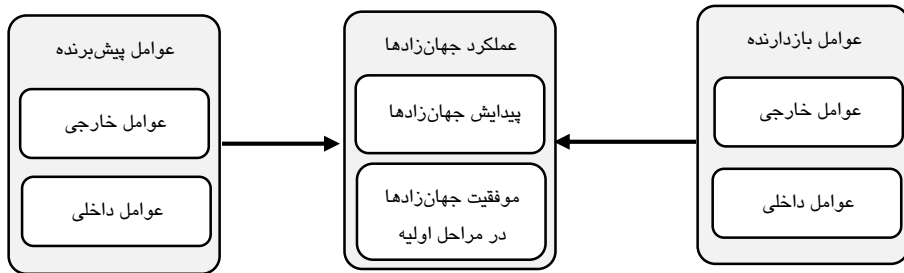 عوامل بازدارنده
عوامل خارجی
عوامل داخلی
عملکرد جهان‌زادها
پیدایش جهان‌زادها
موفقیت جهان‌زادها
در مراحل اولیه
عوامل پیش‌برنده
عوامل خارجی
عوامل داخلی